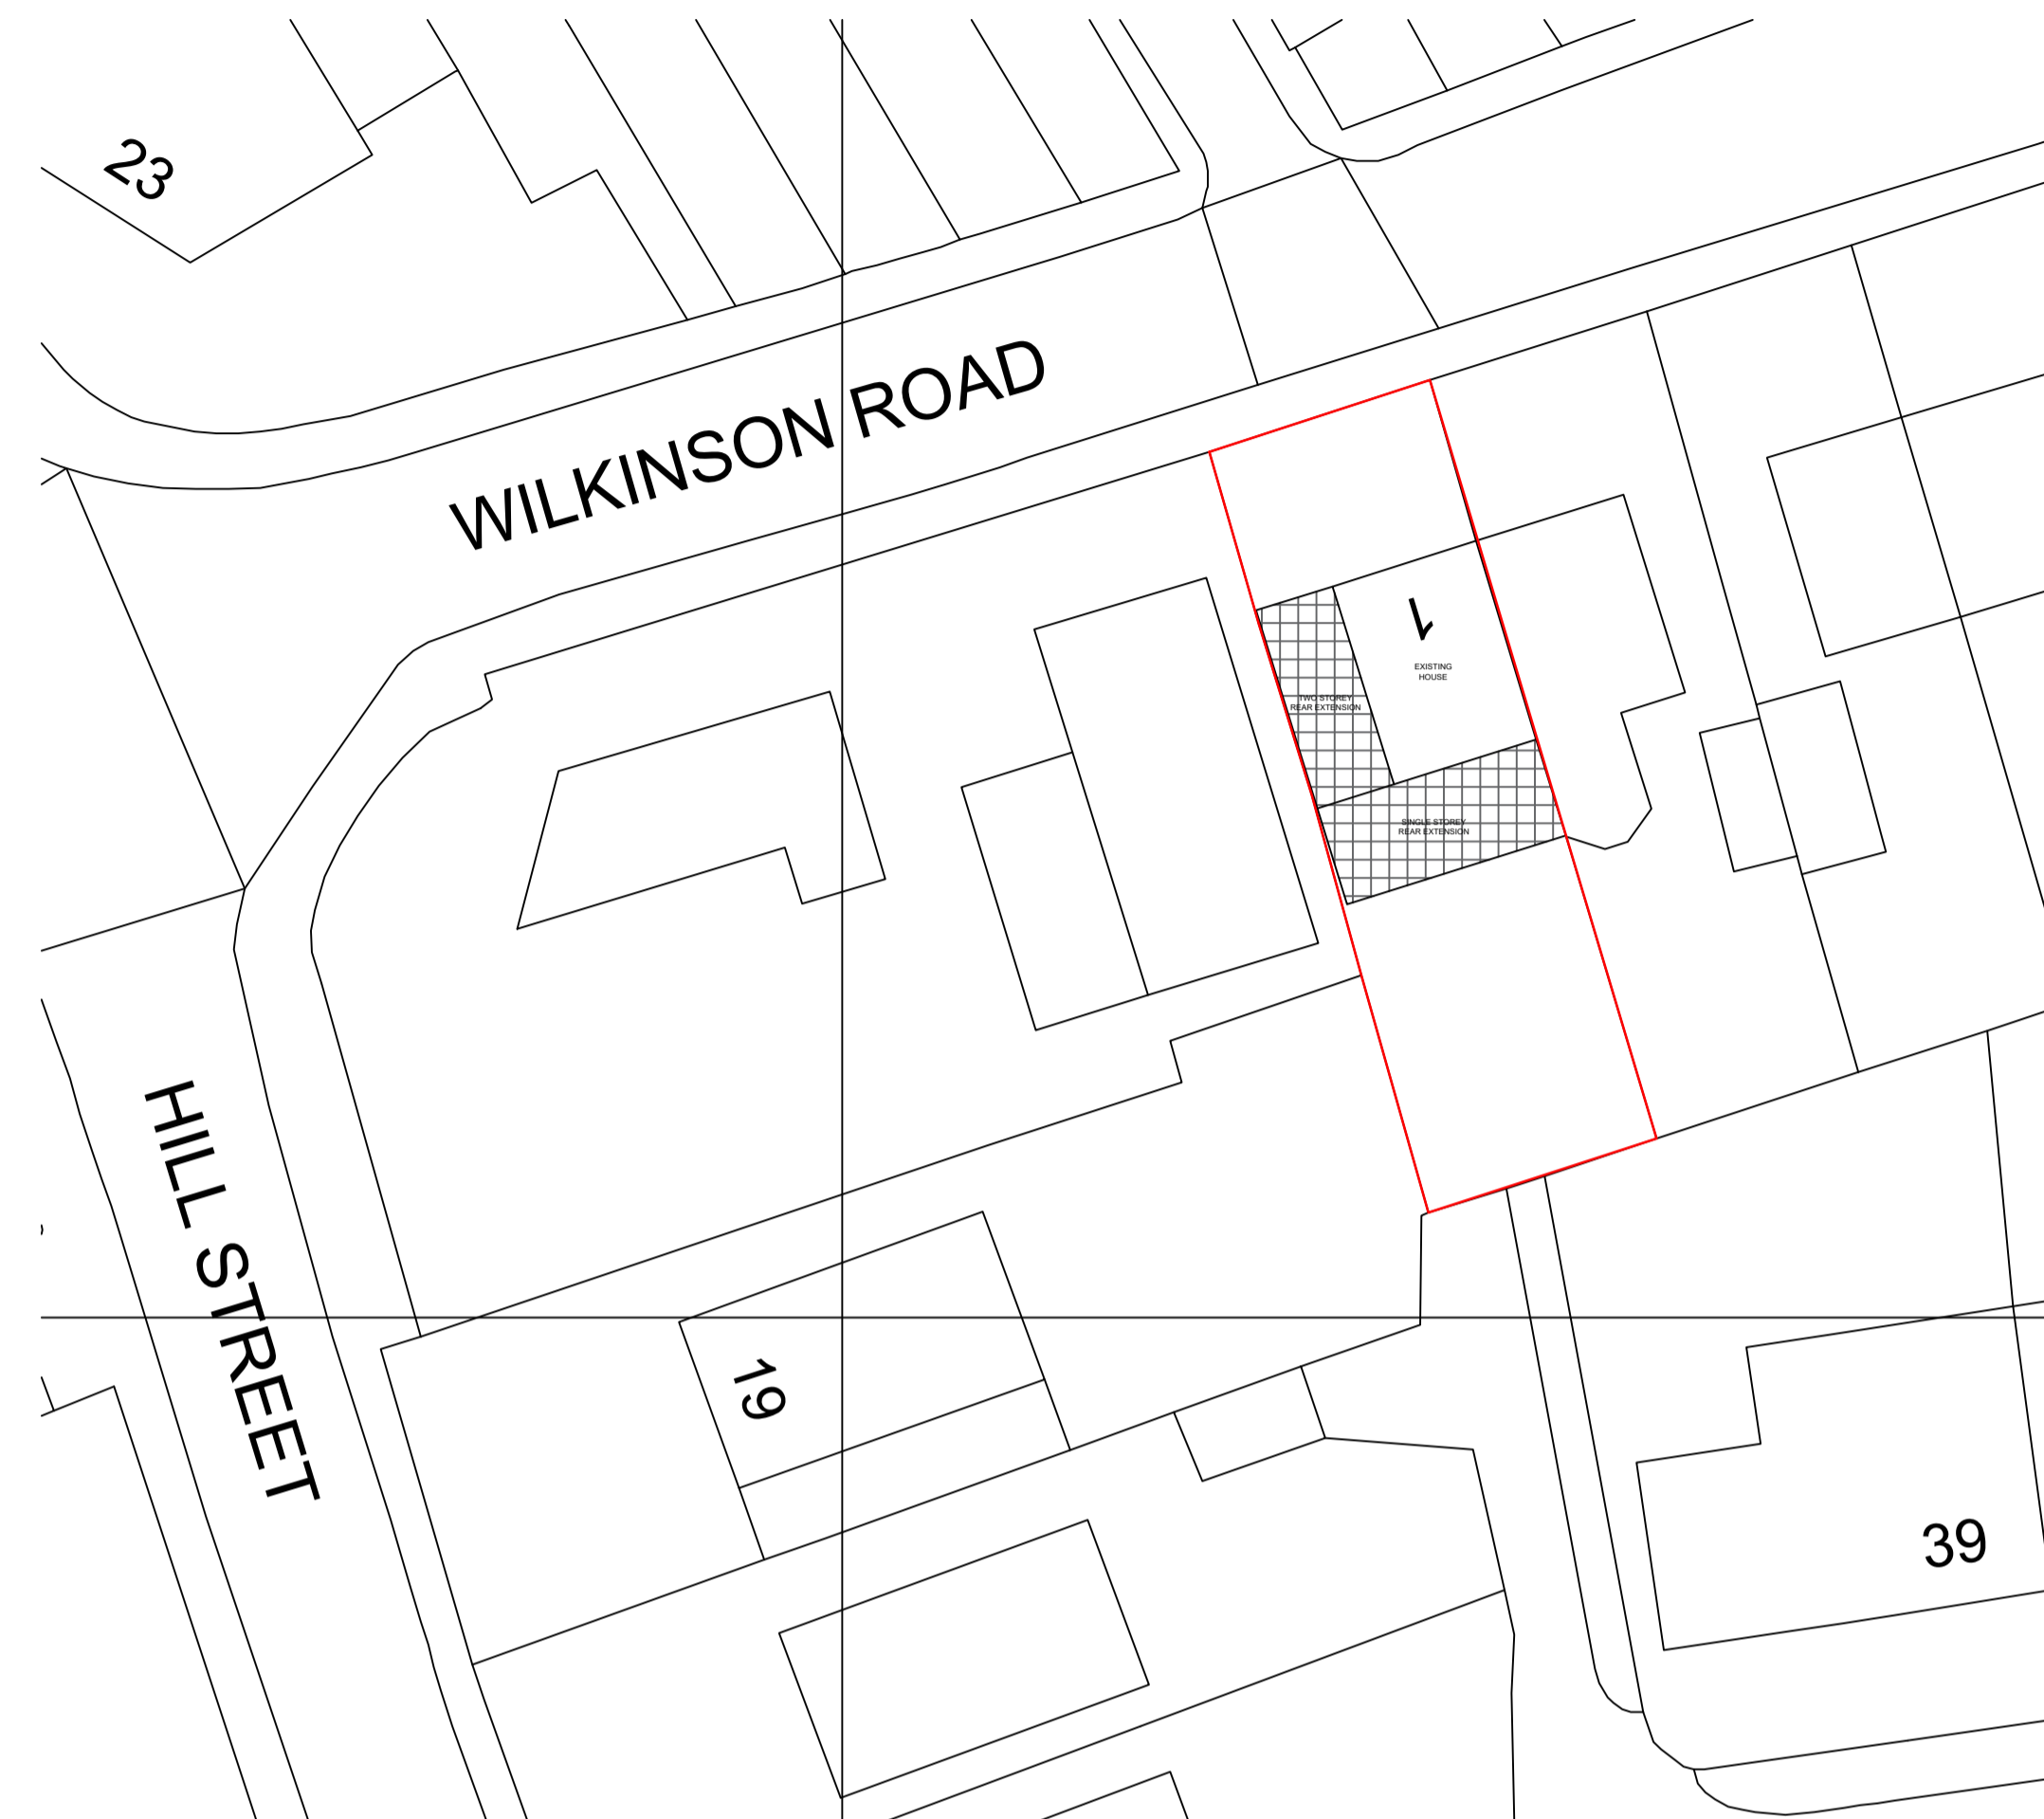 23
WILKINSON ROAD
1
EXISTING
HOUSE
TWO STOREY
REAR EXTENSION
SINGLE STOREY
REAR EXTENSION
HILL STREET
19
39